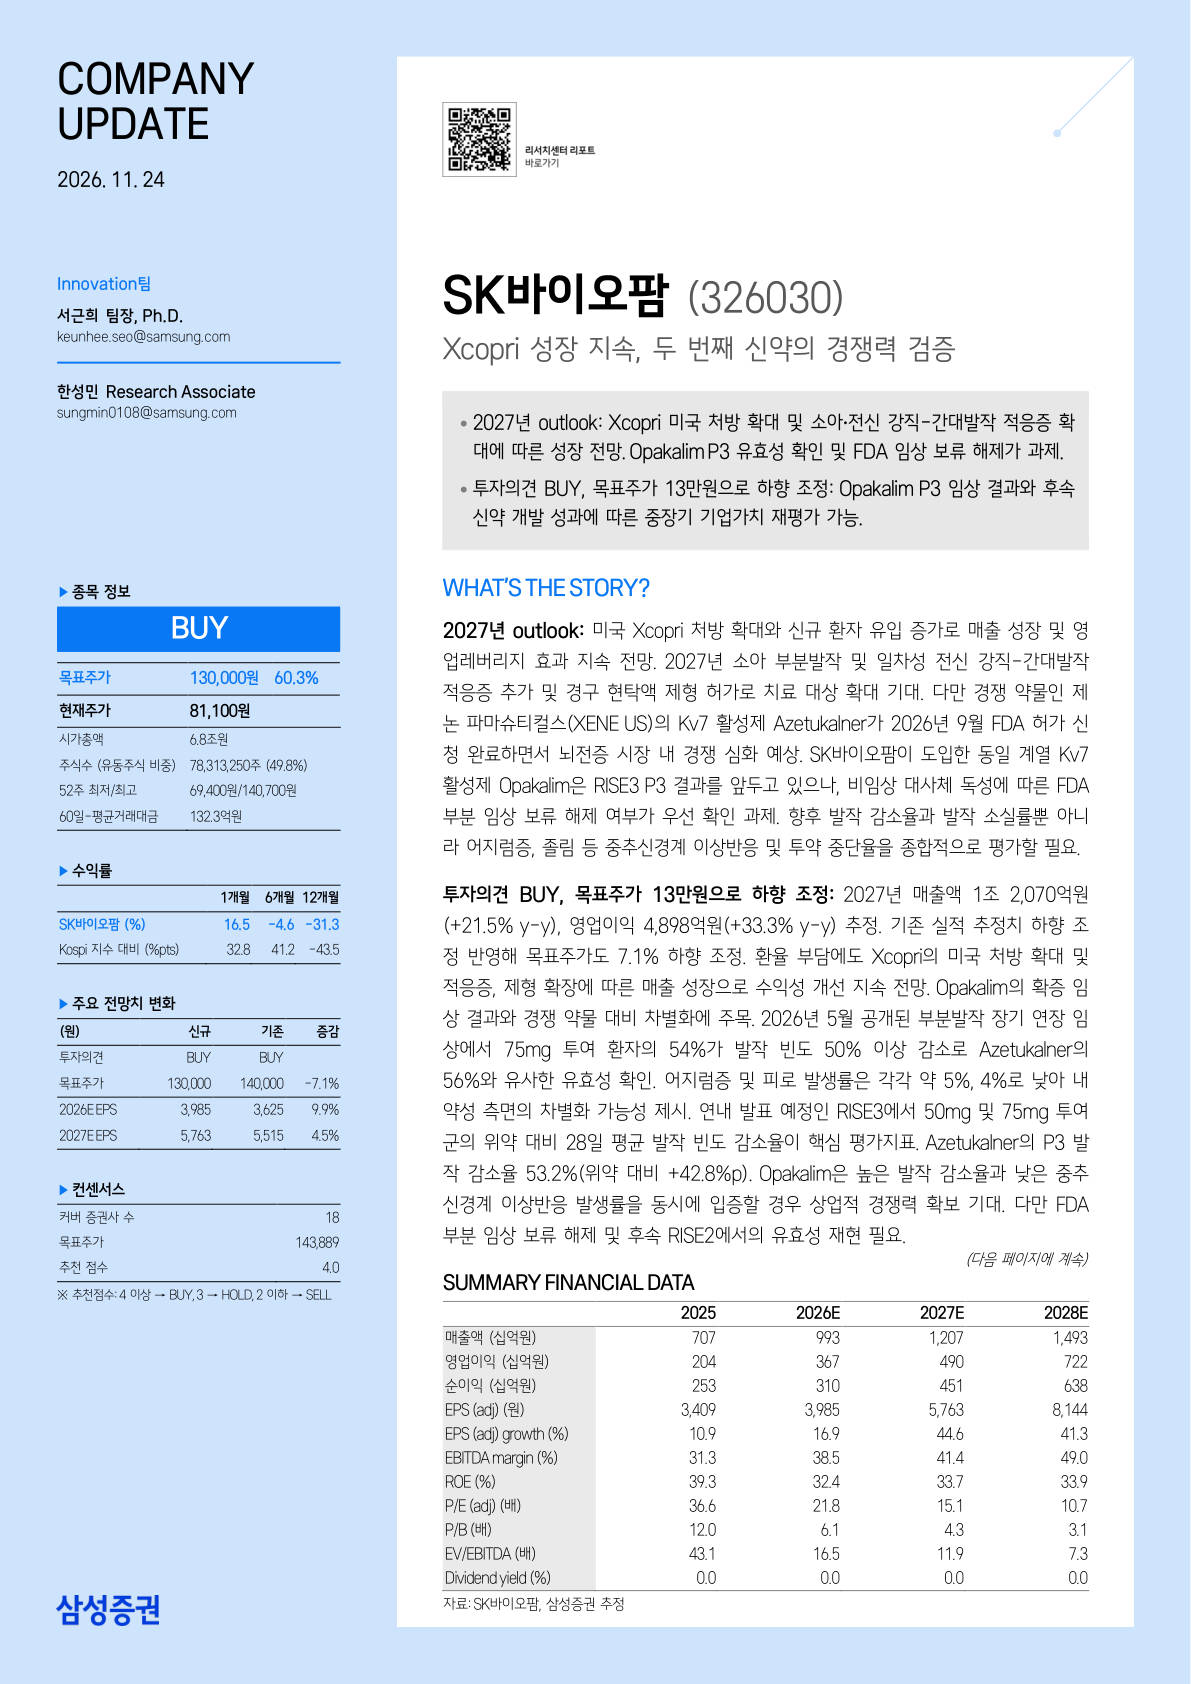 COMPANY
UPDATE
2026. 11. 24
Innovation팀
서근희 팀장, Ph.D.
keunhee.seo@samsung.com
한성민 Research Associate
sungmin0108@samsung.com
▶ 종목 정보
BUY
목표주가 130,000원 60.3%
현재주가 81,100원
시가총액 6.8조원
주식수 (유동주식 비중) 78,313,250주 (49.8%)
52주 최저/최고 69,400원/140,700원
60일-평균거래대금 132.3억원
▶ 수익률
1개월 6개월 12개월
SK바이오팜 (%) 16.5 -4.6 -31.3
Kospi 지수 대비 (%pts) 32.8 41.2 -43.5
▶ 주요 전망치 변화
(원) 신규 기존 증감
투자의견 BUY BUY
목표주가 130,000 140,000 -7.1%
2026E EPS 3,985 3,625 9.9%
2027E EPS 5,763 5,515 4.5%
▶ 컨센서스
커버 증권사 수 18
목표주가 143,889
추천 점수 4.0
※ 추천점수: 4 이상 → BUY, 3 → HOLD, 2 이하 → SELL
삼성증권
리서치센터 리포트
바로가기
SK바이오팜 (326030)
Xcopri 성장 지속, 두 번째 신약의 경쟁력 검증
• 2027년 outlook: Xcopri 미국 처방 확대 및 소아·전신 강직-간대발작 적응증 확
대에 따른 성장 전망. Opakalim P3 유효성 확인 및 FDA 임상 보류 해제가 과제.
• 투자의견 BUY, 목표주가 13만원으로 하향 조정: Opakalim P3 임상 결과와 후속
신약 개발 성과에 따른 중장기 기업가치 재평가 가능.
WHAT'S THE STORY?
2027년 outlook: 미국 Xcopri 처방 확대와 신규 환자 유입 증가로 매출 성장 및 영
업레버리지 효과 지속 전망. 2027년 소아 부분발작 및 일차성 전신 강직-간대발작
적응증 추가 및 경구 현탁액 제형 허가로 치료 대상 확대 기대. 다만 경쟁 약물인 제
논 파마슈티컬스(XENE US)의 Kv7 활성제 Azetukalner가 2026년 9월 FDA 허가 신
청 완료하면서 뇌전증 시장 내 경쟁 심화 예상. SK바이오팜이 도입한 동일 계열 Kv7
활성제 Opakalim은 RISE3 P3 결과를 앞두고 있으나, 비임상 대사체 독성에 따른 FDA
부분 임상 보류 해제 여부가 우선 확인 과제. 향후 발작 감소율과 발작 소실률뿐 아니
라 어지럼증, 졸림 등 중추신경계 이상반응 및 투약 중단율을 종합적으로 평가할 필요.
투자의견 BUY, 목표주가 13만원으로 하향 조정: 2027년 매출액 1조 2,070억원
(+21.5% y-y), 영업이익 4,898억원(+33.3% y-y) 추정. 기존 실적 추정치 하향 조
정 반영해 목표주가도 7.1% 하향 조정. 환율 부담에도 Xcopri의 미국 처방 확대 및
적응증, 제형 확장에 따른 매출 성장으로 수익성 개선 지속 전망. Opakalim의 확증 임
상 결과와 경쟁 약물 대비 차별화에 주목. 2026년 5월 공개된 부분발작 장기 연장 임
상에서 75mg 투여 환자의 54%가 발작 빈도 50% 이상 감소로 Azetukalner의
56%와 유사한 유효성 확인. 어지럼증 및 피로 발생률은 각각 약 5%, 4%로 낮아 내
약성 측면의 차별화 가능성 제시. 연내 발표 예정인 RISE3에서 50mg 및 75mg 투여
군의 위약 대비 28일 평균 발작 빈도 감소율이 핵심 평가지표. Azetukalner의 P3 발
작 감소율 53.2%(위약 대비 +42.8%p). Opakalim은 높은 발작 감소율과 낮은 중추
신경계 이상반응 발생률을 동시에 입증할 경우 상업적 경쟁력 확보 기대. 다만 FDA
부분 임상 보류 해제 및 후속 RISE2에서의 유효성 재현 필요.
(다음 페이지에 계속)
SUMMARY FINANCIAL DATA
2025 2026E 2027E 2028E
매출액 (십억원) 707 993 1,207 1,493
영업이익 (십억원) 204 367 490 722
순이익 (십억원) 253 310 451 638
EPS (adj) (원) 3,409 3,985 5,763 8,144
EPS (adj) growth (%) 10.9 16.9 44.6 41.3
EBITDA margin (%) 31.3 38.5 41.4 49.0
ROE (%) 39.3 32.4 33.7 33.9
P/E (adj) (배) 36.6 21.8 15.1 10.7
P/B (배) 12.0 6.1 4.3 3.1
EV/EBITDA (배) 43.1 16.5 11.9 7.3
Dividend yield (%) 0.0 0.0 0.0 0.0
자료: SK바이오팜, 삼성증권 추정